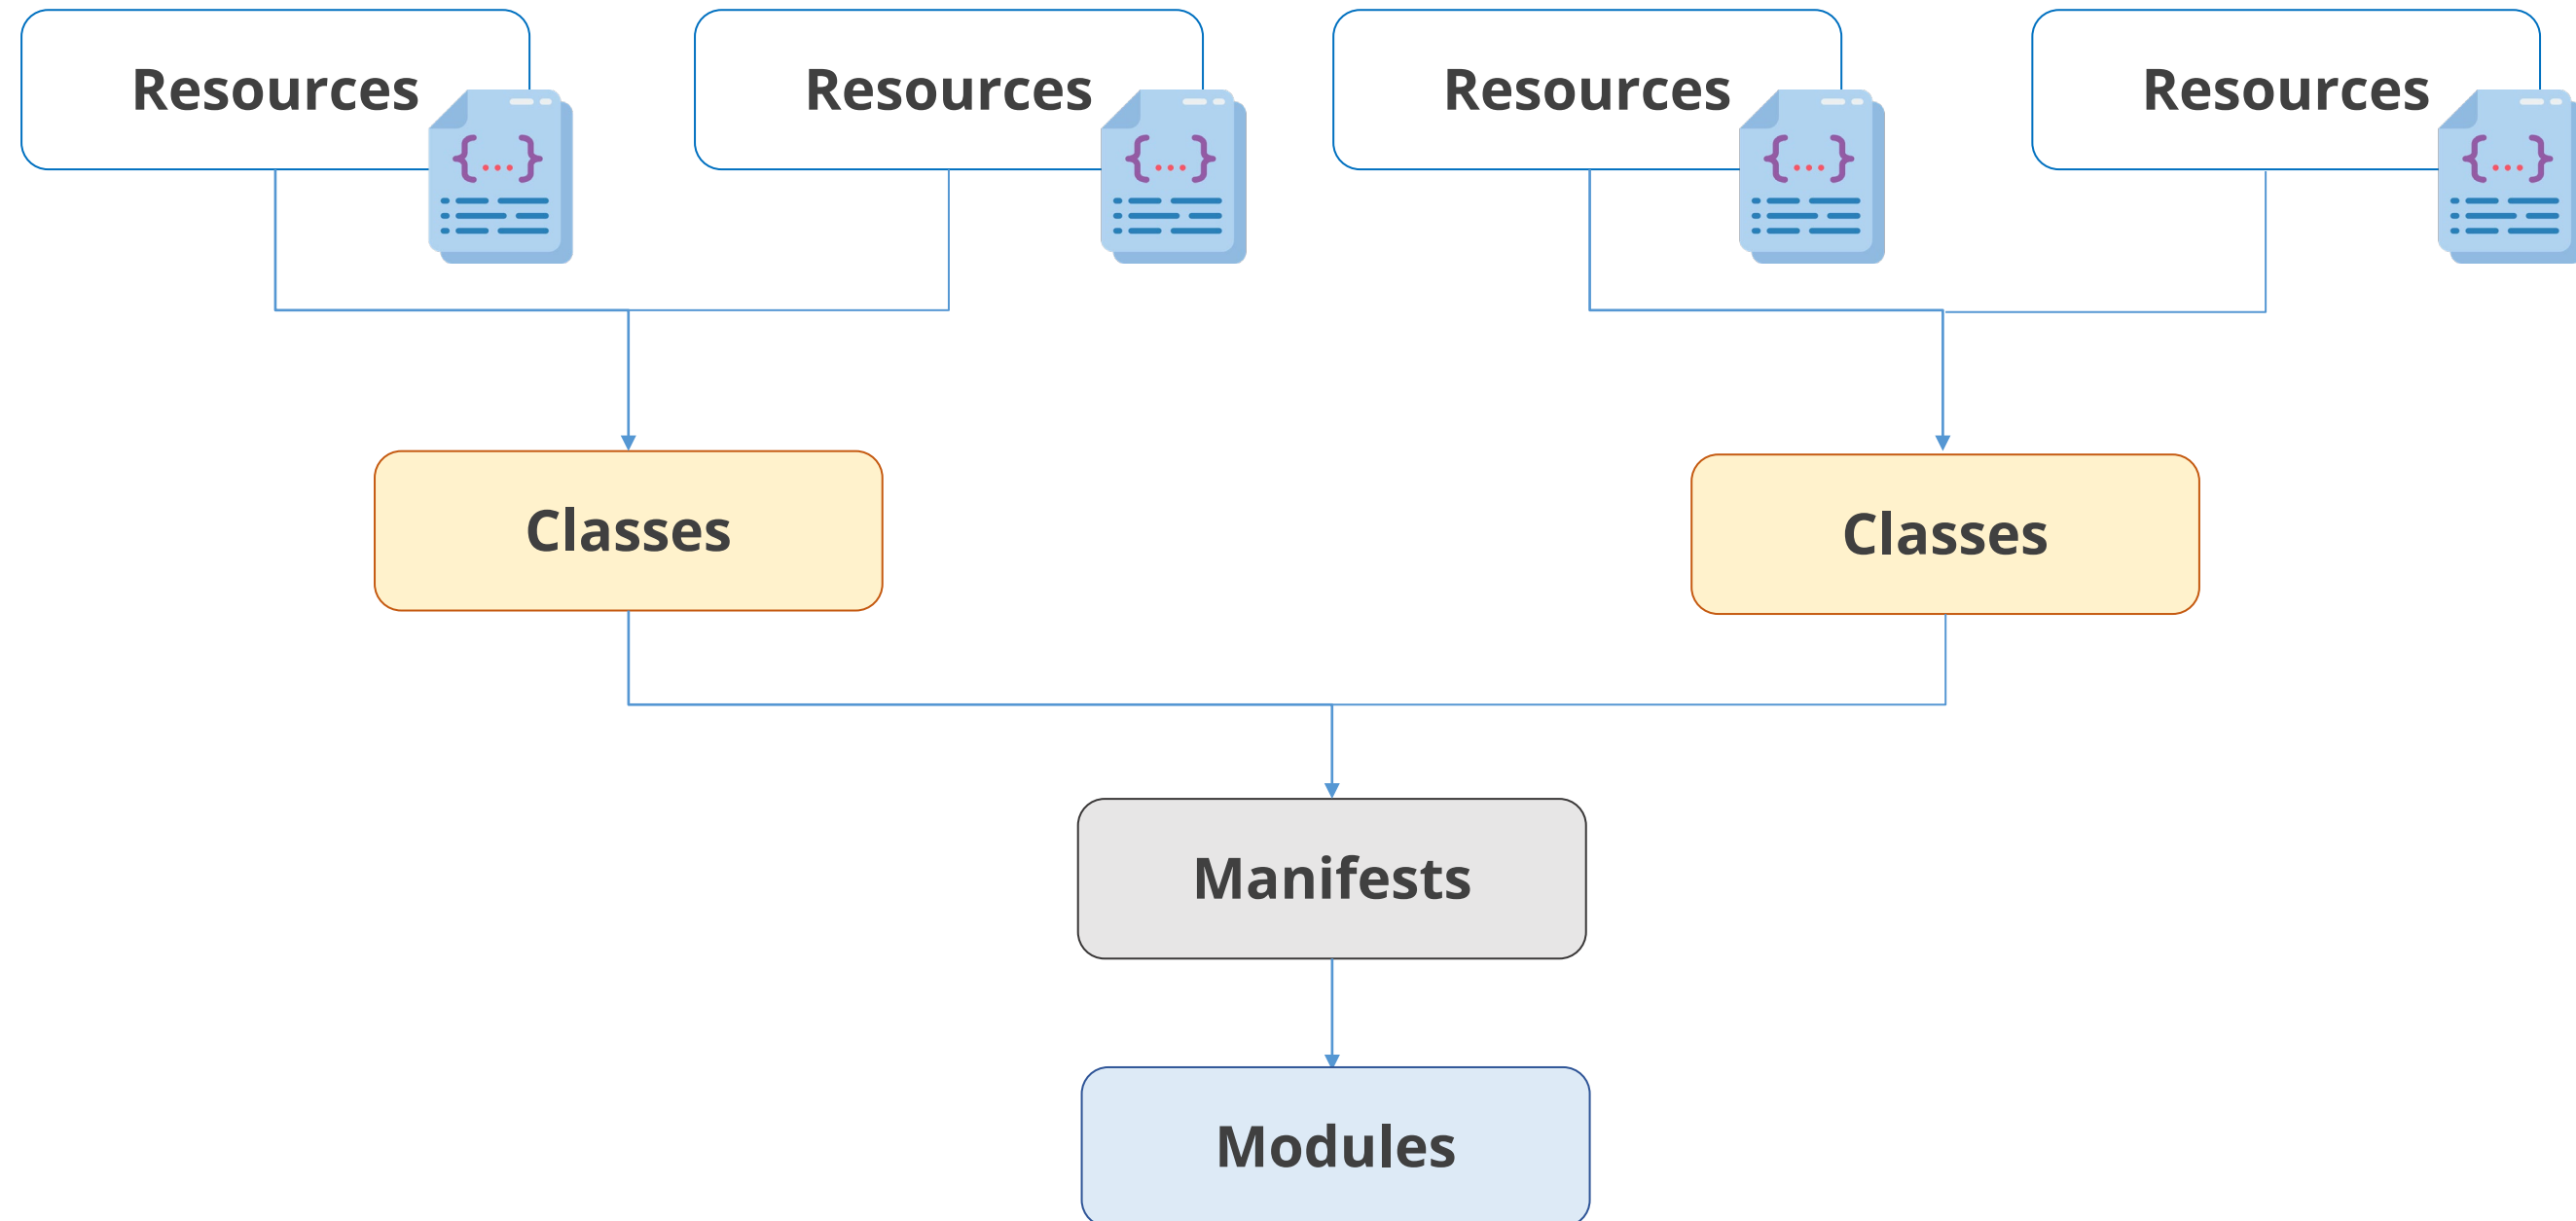 Resources
Resources
Resources
Resources
{...}
{...}
{...}
{...}
Classes
Classes
Manifests
Modules